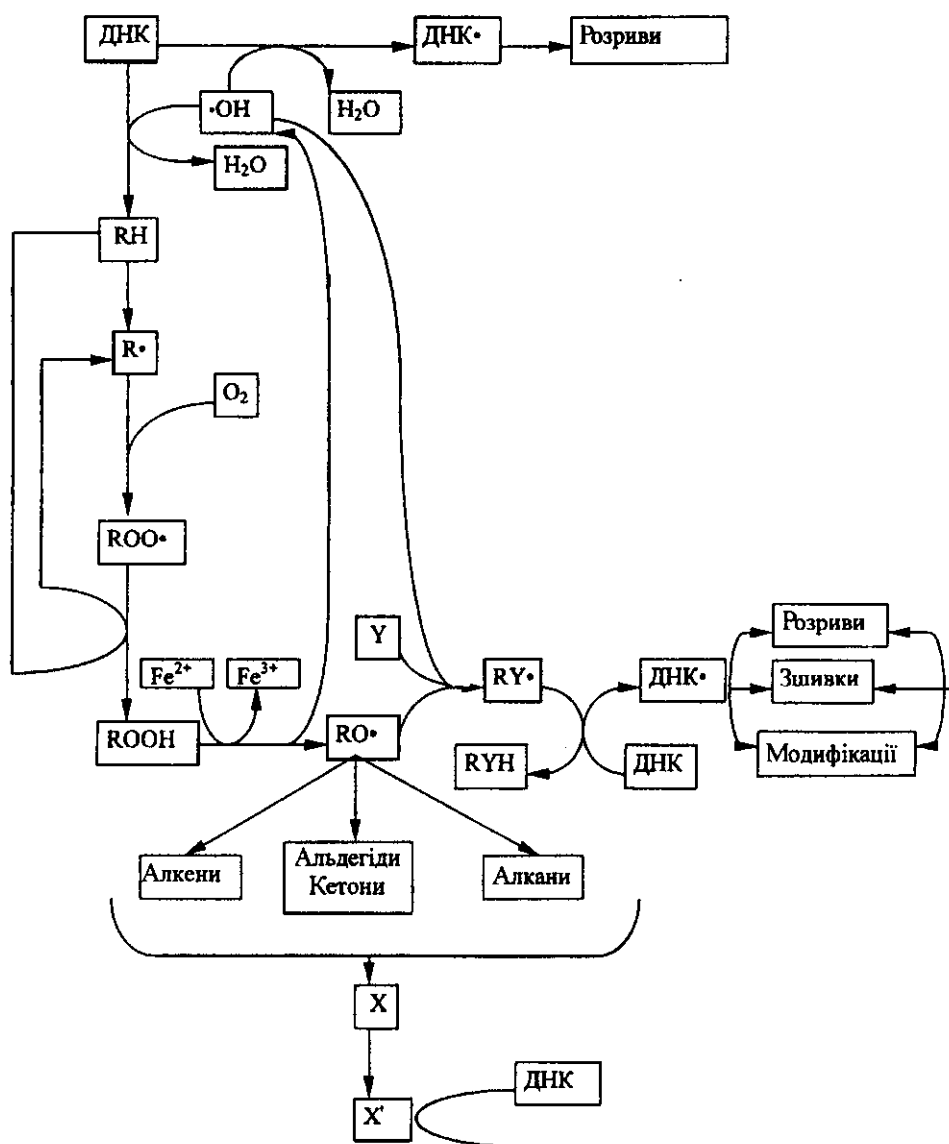 ДНК
ДНК•
Розриви
•OH
H₂O
H₂O
RH
R•
O₂
ROO•
Y
Fe²⁺
Fe³⁺
RY•
ДНК•
Розриви
Зшивки
Модифікації
ROOH
RO•
RYH
ДНК
Алкени
Альдегіди
Кетони
Алкани
X
ДНК
X'